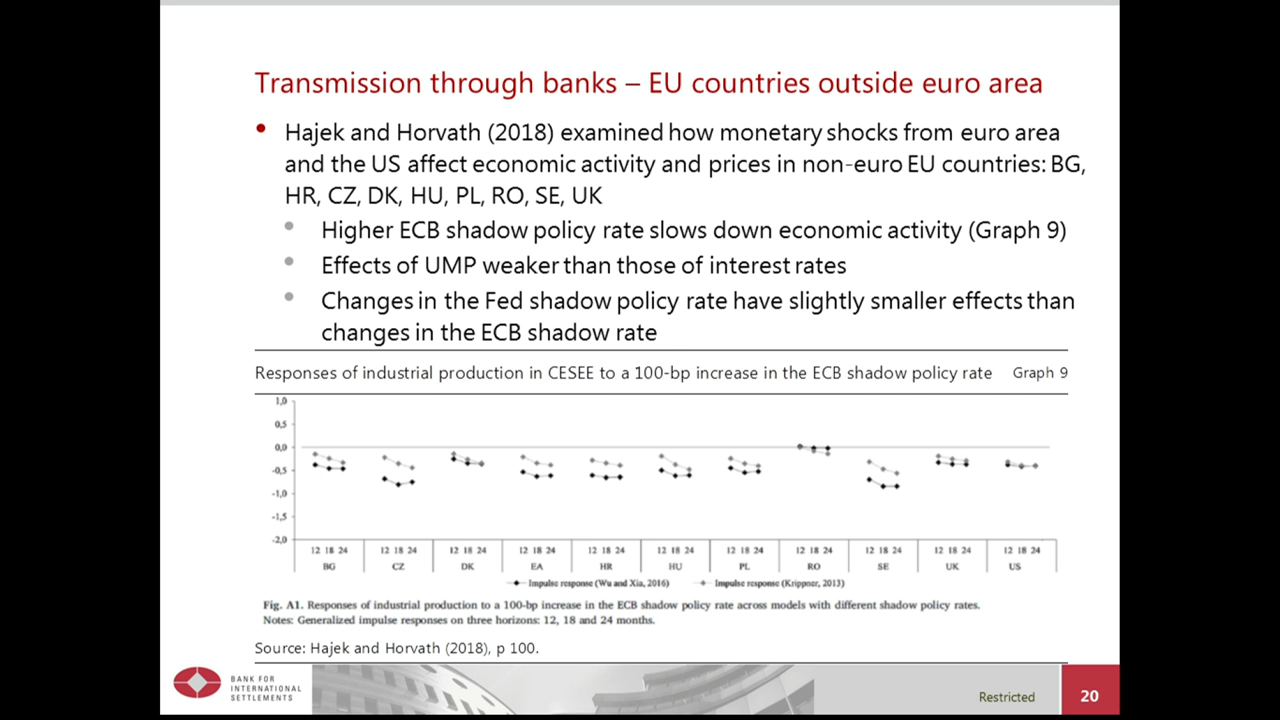 Transmission through banks – EU countries outside euro area
• Hajek and Horvath (2018) examined how monetary shocks from euro area
and the US affect economic activity and prices in non-euro EU countries: BG,
HR, CZ, DK, HU, PL, RO, SE, UK
• Higher ECB shadow policy rate slows down economic activity (Graph 9)
• Effects of UMP weaker than those of interest rates
• Changes in the Fed shadow policy rate have slightly smaller effects than
changes in the ECB shadow rate
Responses of industrial production in CESEE to a 100-bp increase in the ECB shadow policy rate Graph 9
1,0
0,5
0,0
-0,5
-1,0
-1,5
-2,0
12 18 24 12 18 24 12 18 24 12 18 24 12 18 24 12 18 24 12 18 24 12 18 24 12 18 24 12 18 24 12 18 24
BG CZ DK EA HR HU PL RO SE UK US
Impulse response (Wu and Xia, 2016) Impulse response (Krippner, 2013)
Fig. A1. Responses of industrial production to a 100-bp increase in the ECB shadow policy rate across models with different shadow policy rates.
Notes: Generalized impulse responses on three horizons: 12, 18 and 24 months.
Source: Hajek and Horvath (2018), p 100.
BANK FOR
INTERNATIONAL
SETTLEMENTS
Restricted
20